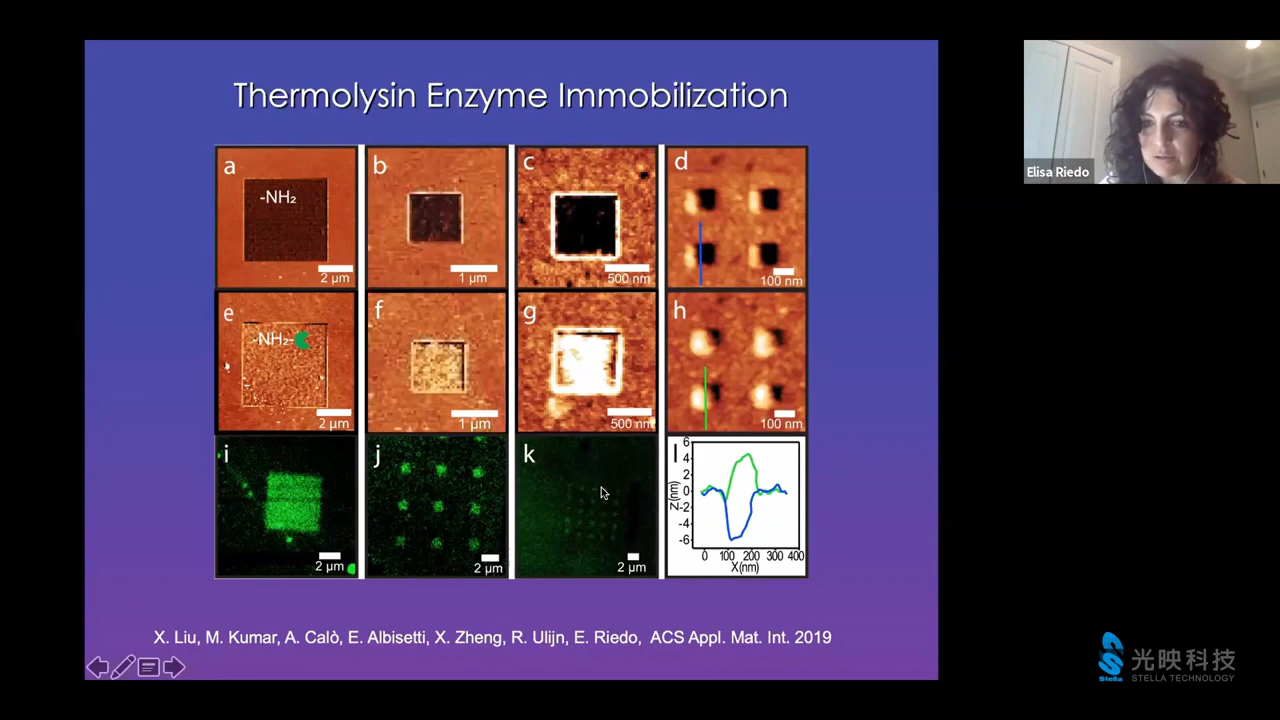 Thermolysin Enzyme Immobilization
a
-NH₂
2 μm
b
1 μm
c
500 nm
d
100 nm
e
-NH₂-
2 μm
f
1 μm
g
500 nm
h
100 nm
i
2 μm
j
2 μm
k
2 μm
l
6
4
2
0
-2
-4
-6
Z(nm)
0 100 200 300 400
X(nm)
X. Liu, M. Kumar, A. Calò, E. Albisetti, X. Zheng, R. Ulijn, E. Riedo, ACS Appl. Mat. Int. 2019
Elisa Riedo
Stella
光映科技
STELLA TECHNOLOGY